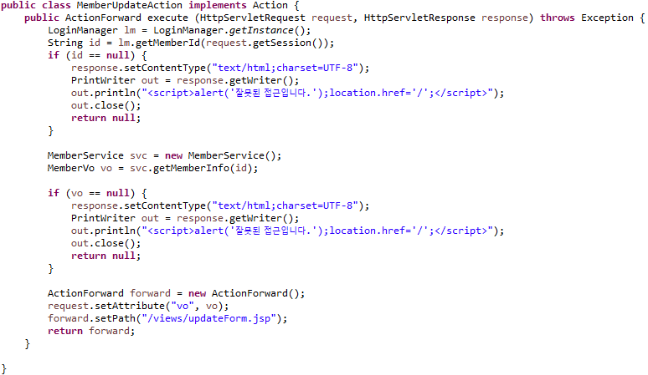 public class MemberUpdateAction implements Action {
    public ActionForward execute (HttpServletRequest request, HttpServletResponse response) throws Exception {
        LoginManager lm = LoginManager.getInstance();
        String id = lm.getMemberId(request.getSession());
        if (id == null) {
            response.setContentType("text/html;charset=UTF-8");
            PrintWriter out = response.getWriter();
            out.println("<script>alert('잘못된 접근입니다.');location.href='/';</script>");
            out.close();
            return null;
        }

        MemberService svc = new MemberService();
        MemberVo vo = svc.getMemberInfo(id);

        if (vo == null) {
            response.setContentType("text/html;charset=UTF-8");
            PrintWriter out = response.getWriter();
            out.println("<script>alert('잘못된 접근입니다.');location.href='/';</script>");
            out.close();
            return null;
        }

        ActionForward forward = new ActionForward();
        request.setAttribute("vo", vo);
        forward.setPath("/views/updateForm.jsp");
        return forward;
    }

}